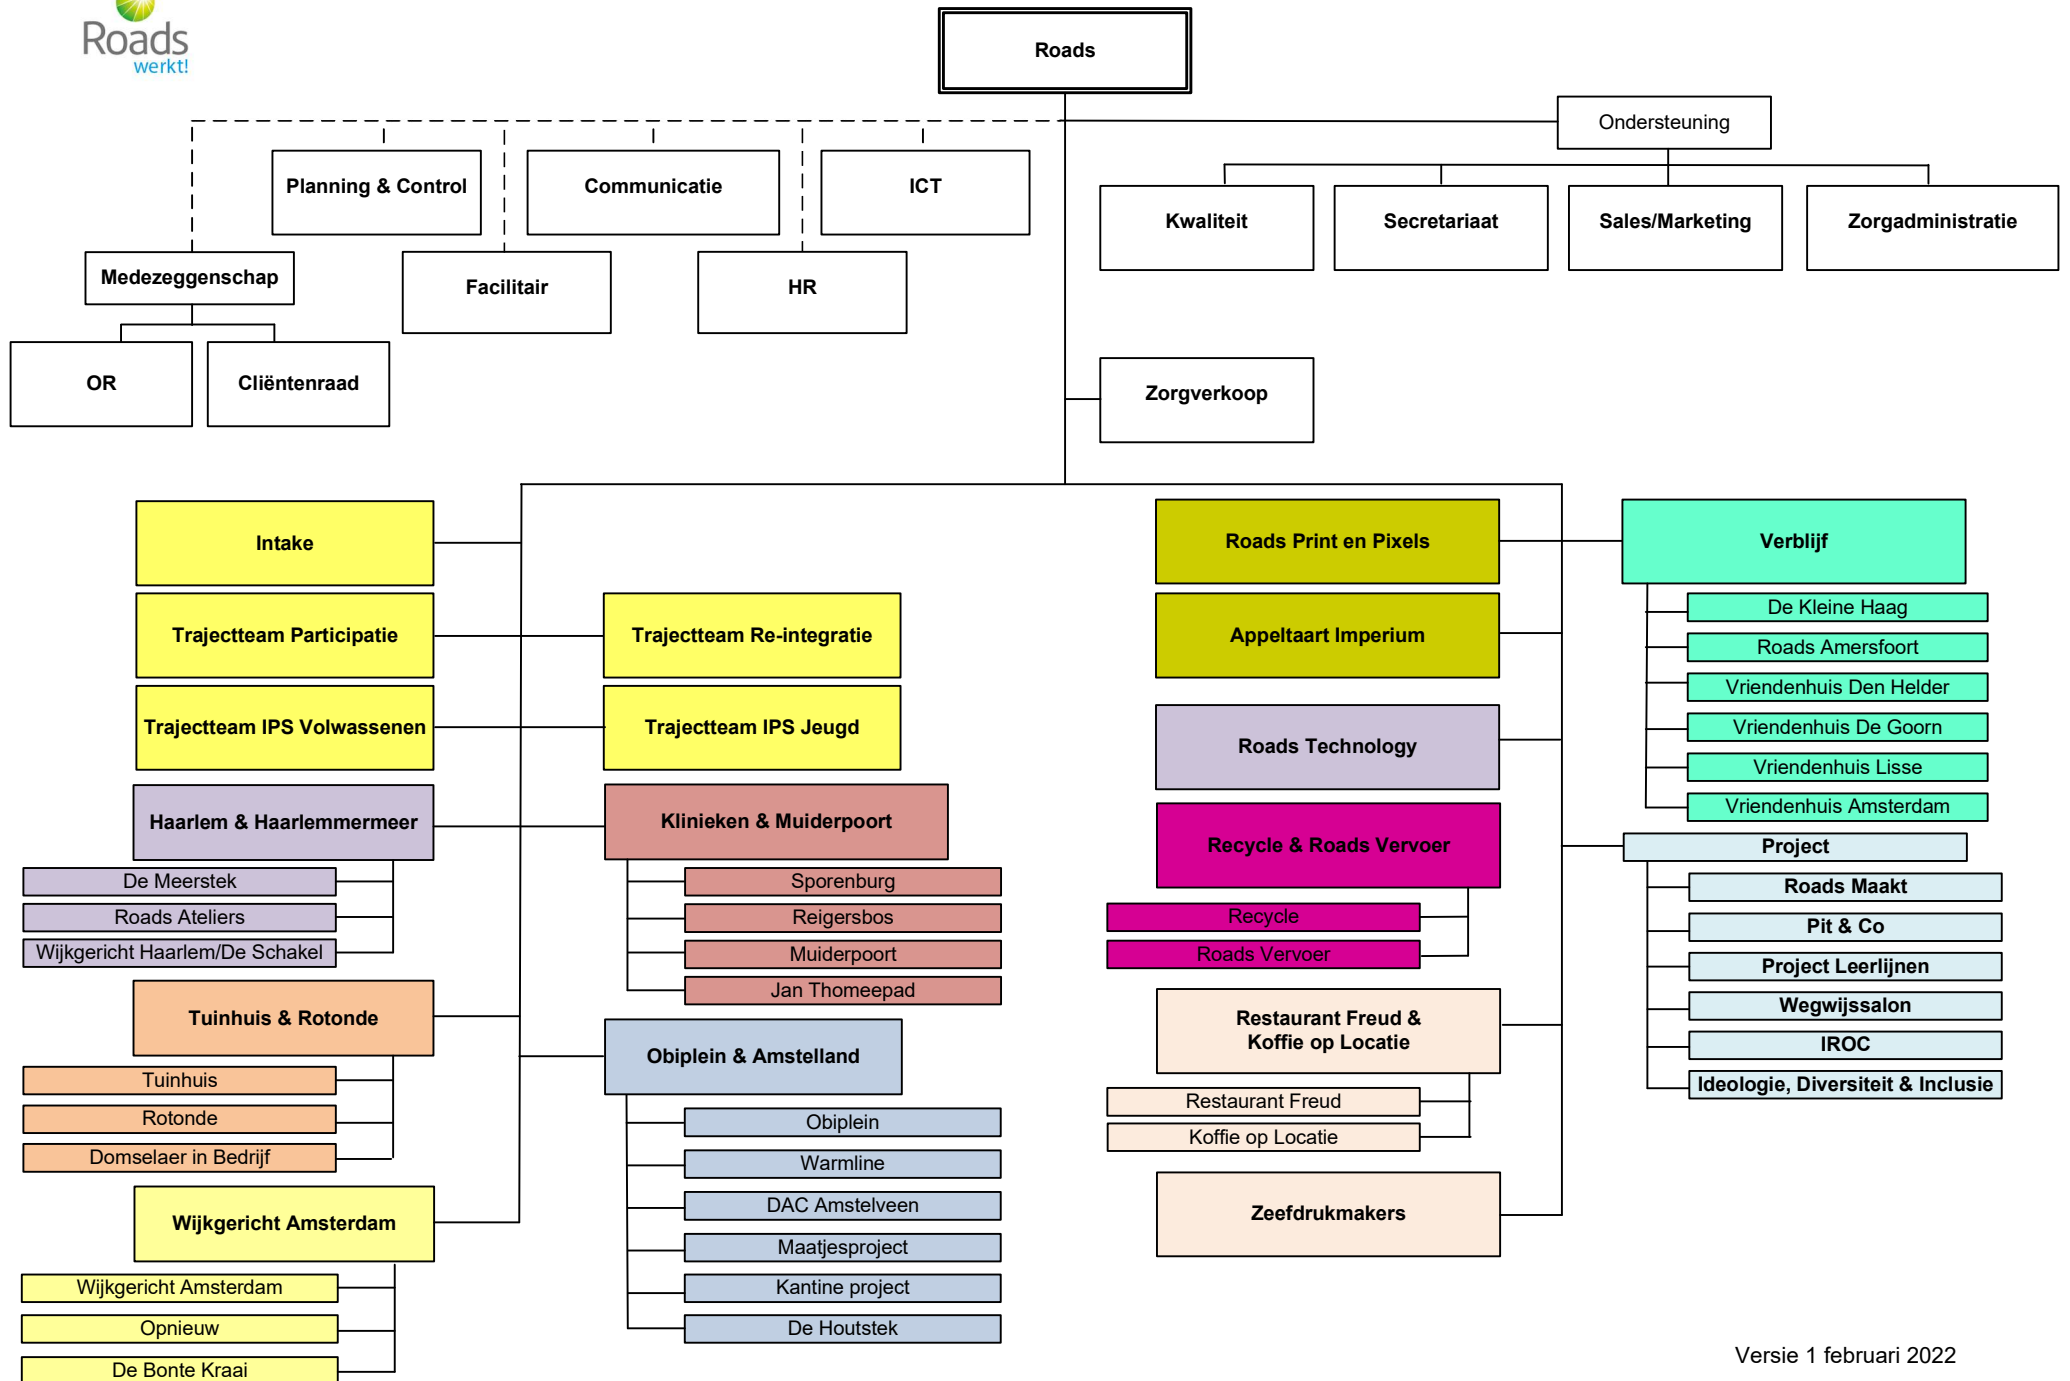 Roads
werkt!
Roads
Ondersteuning
Planning & Control
Communicatie
ICT
Kwaliteit
Secretariaat
Sales/Marketing
Zorgadministratie
Medezeggenschap
Facilitair
HR
OR
Cliëntenraad
Zorgverkoop
Intake
Trajectteam Participatie
Trajectteam Re-integratie
Trajectteam IPS Volwassenen
Trajectteam IPS Jeugd
Haarlem & Haarlemmermeer
De Meerstek
Roads Ateliers
Wijkgericht Haarlem/De Schakel
Klinieken & Muiderpoort
Sporenburg
Reigersbos
Muiderpoort
Jan Thomeepad
Tuinhuis & Rotonde
Tuinhuis
Rotonde
Domselaer in Bedrijf
Obiplein & Amstelland
Obiplein
Warmline
DAC Amstelveen
Maatjesproject
Kantine project
De Houtstek
Wijkgericht Amsterdam
Wijkgericht Amsterdam
Opnieuw
De Bonte Kraai
Roads Print en Pixels
Appeltaart Imperium
Roads Technology
Recycle & Roads Vervoer
Recycle
Roads Vervoer
Restaurant Freud &
Koffie op Locatie
Restaurant Freud
Koffie op Locatie
Zeefdrukmakers
Verblijf
De Kleine Haag
Roads Amersfoort
Vriendenhuis Den Helder
Vriendenhuis De Goorn
Vriendenhuis Lisse
Vriendenhuis Amsterdam
Project
Roads Maakt
Pit & Co
Project Leerlijnen
Wegwijssalon
IROC
Ideologie, Diversiteit & Inclusie
Versie 1 februari 2022